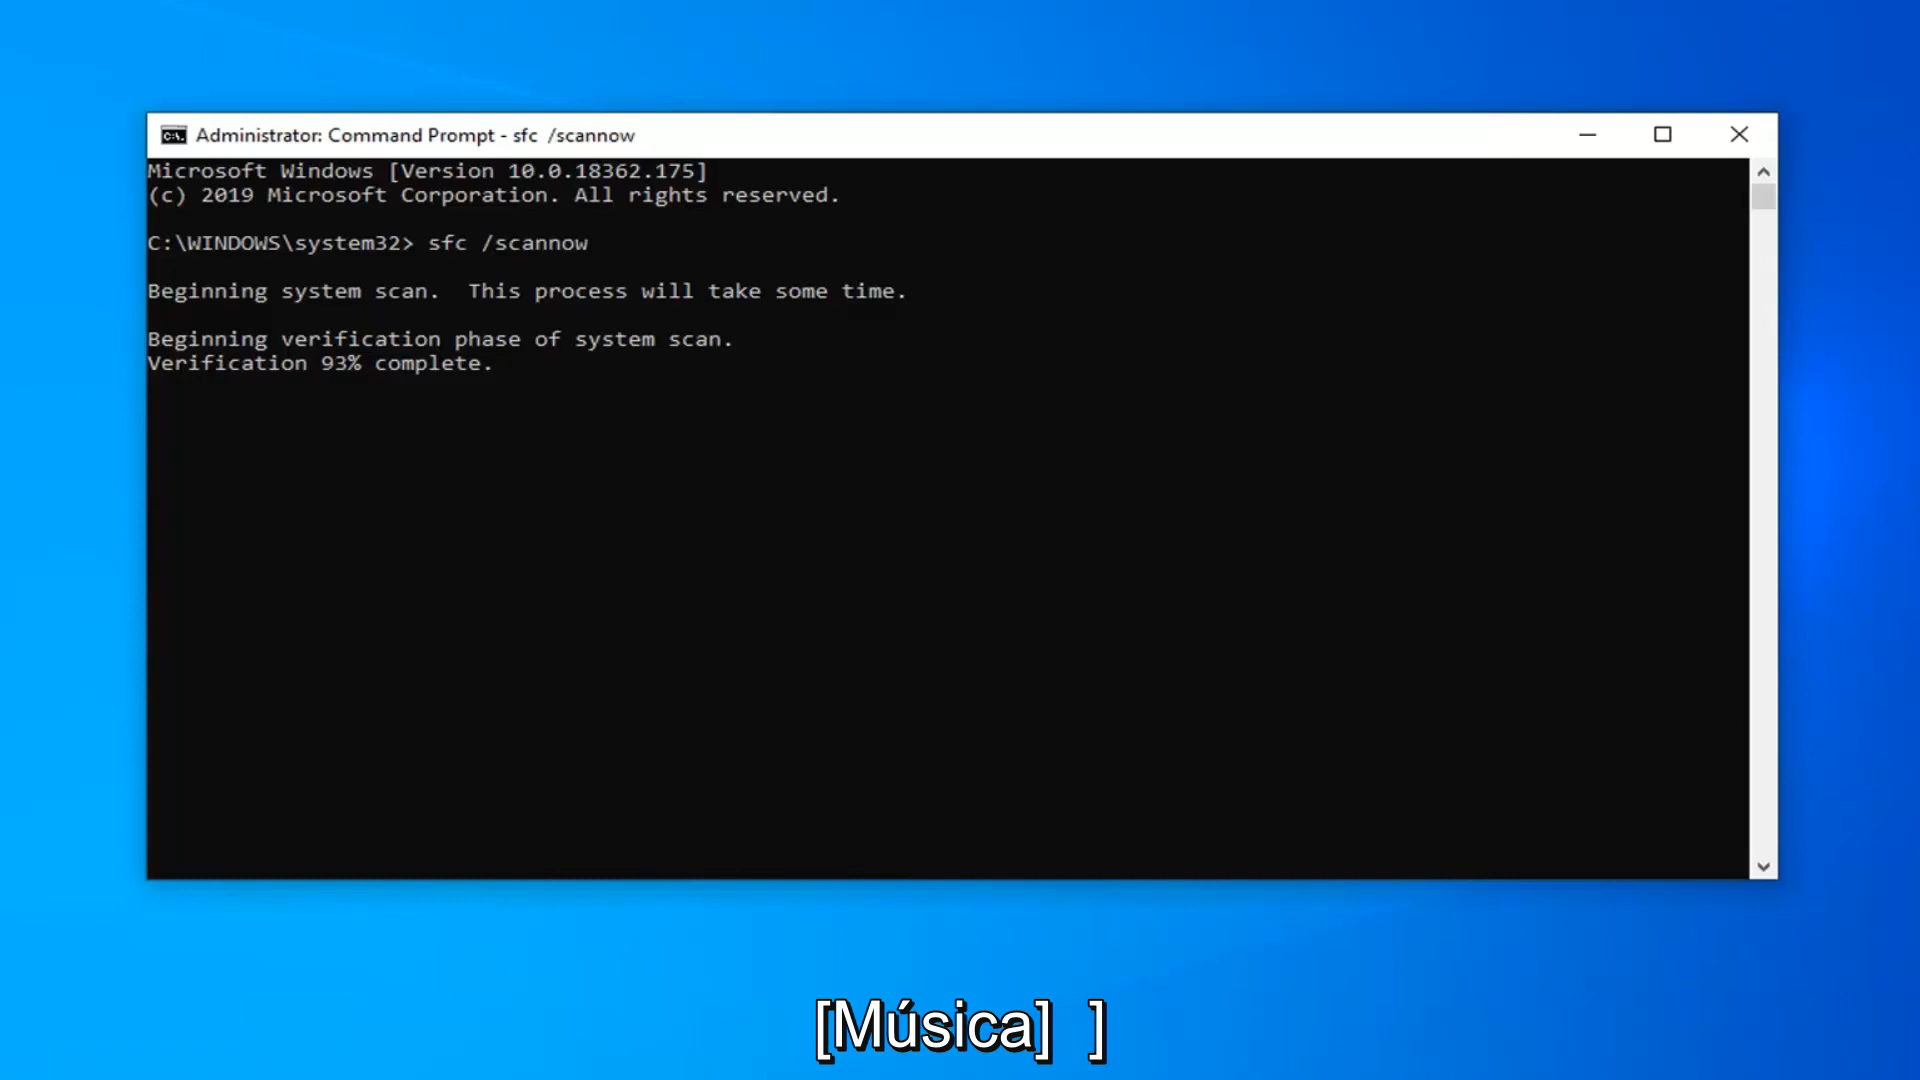 Administrator: Command Prompt - sfc  /scannow
Microsoft Windows [Version 10.0.18362.175]
(c) 2019 Microsoft Corporation. All rights reserved.
C:\WINDOWS\system32> sfc /scannow
Beginning system scan.  This process will take some time.
Beginning verification phase of system scan.
Verification 93% complete.
[Música]  ]